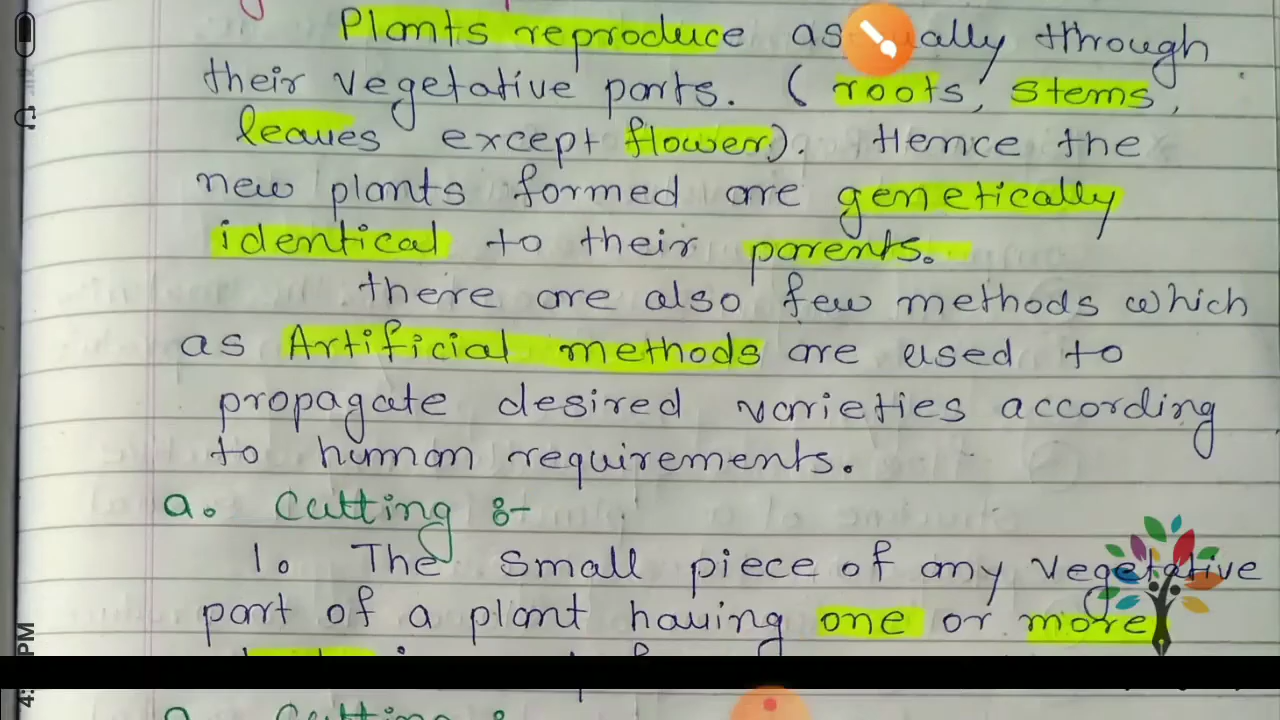 Plants reproduce ally through
their vegetative parts. ( roots, stems,
leaves except flower). Hence the
new plants formed are genetically
identical to their parents.
there are also few methods which
as Artificial methods are used to
propagate desired varieties according
to human requirements.
a. Cutting :-
1. The small piece of any vegetative
part of a plant having one or more
a. Cutting :
PM